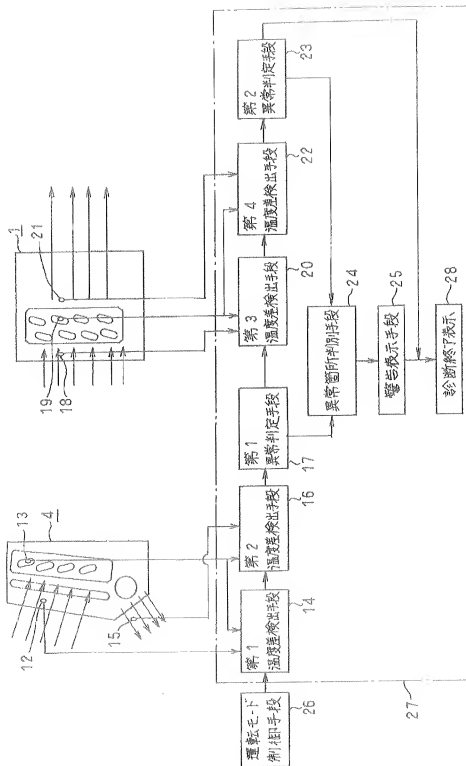 1
21
19
18
4
13
12
15
運転モード
制御手段
26
第1
温度差検出手段
14
第2
温度差検出手段
16
第1
異常判定手段
17
第3
温度差検出手段
20
第4
温度差検出手段
22
第2
異常判定手段
23
異常箇所判別手段
24
警告表示手段
25
診断終了表示
28
27